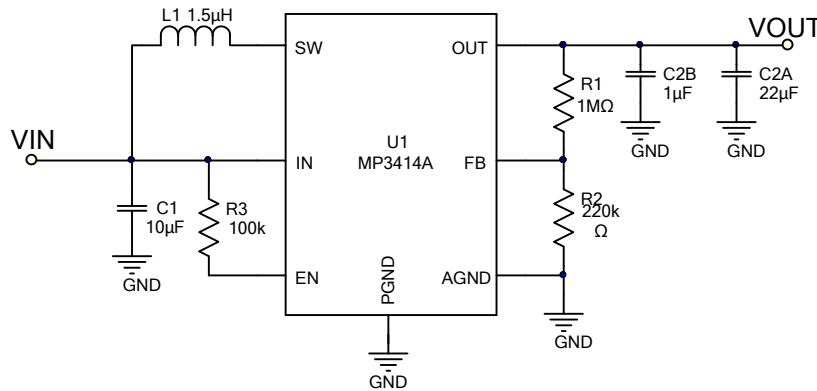 L1 1.5μH
VOUT
SW
OUT
C2B
1μF
C2A
22μF
R1
1MΩ
GND
GND
VIN
U1
MP3414A
IN
FB
C1
10μF
R3
100k
R2
220k
Ω
GND
EN
PGND
AGND
GND
GND